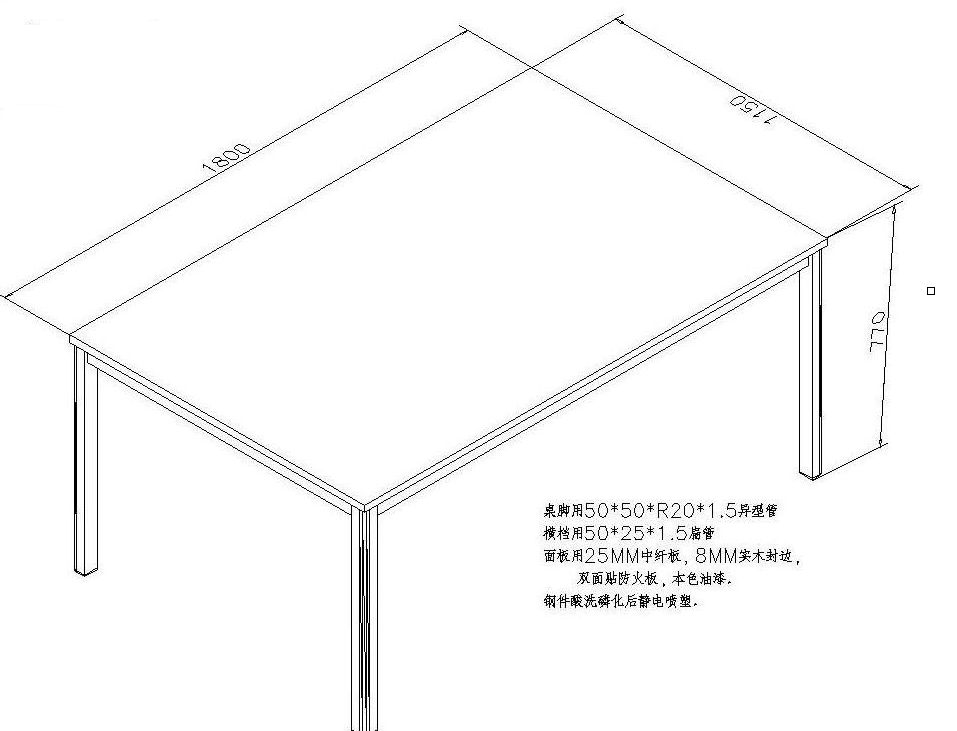 1800
1150
770
桌脚用50*50*R20*1.5异型管
横档用50*25*1.5扁管
面板用25MM中纤板，8MM实木封边，
双面贴防火板，本色油漆.
钢件酸洗磷化后静电喷塑.